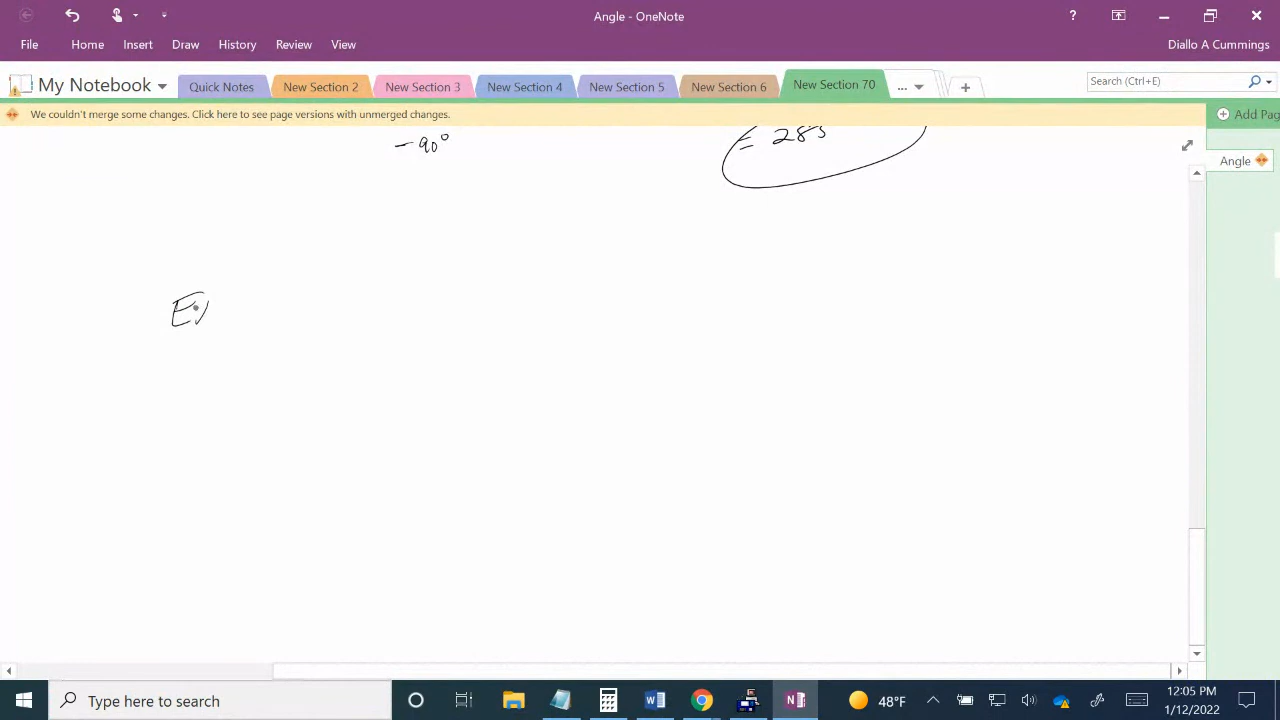 Angle - OneNote
?
File Home Insert Draw History Review View
Diallo A Cummings
My Notebook
Quick Notes
New Section 2
New Section 3
New Section 4
New Section 5
New Section 6
New Section 70
...
Search (Ctrl+E)
We couldn't merge some changes. Click here to see page versions with unmerged changes.
Add Pag
Angle
-90°
= 285
Type here to search
48°F
12:05 PM
1/12/2022